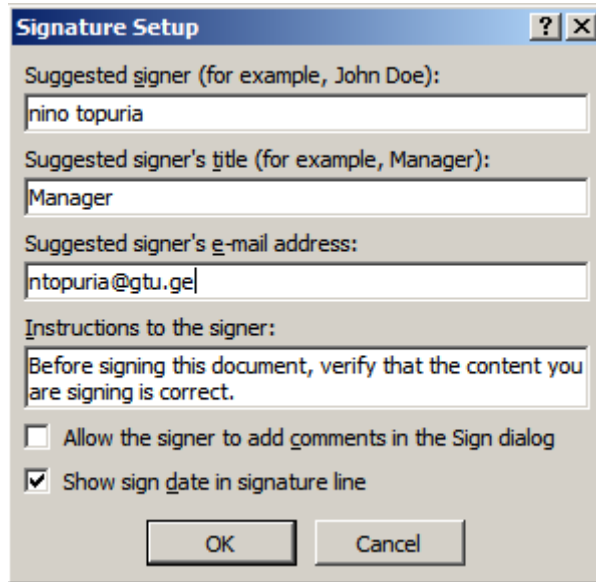 Signature Setup
Suggested signer (for example, John Doe):
nino topuria
Suggested signer's title (for example, Manager):
Manager
Suggested signer's e-mail address:
ntopuria@gtu.ge
Instructions to the signer:
Before signing this document, verify that the content you
are signing is correct.
Allow the signer to add comments in the Sign dialog
Show sign date in signature line
OK Cancel